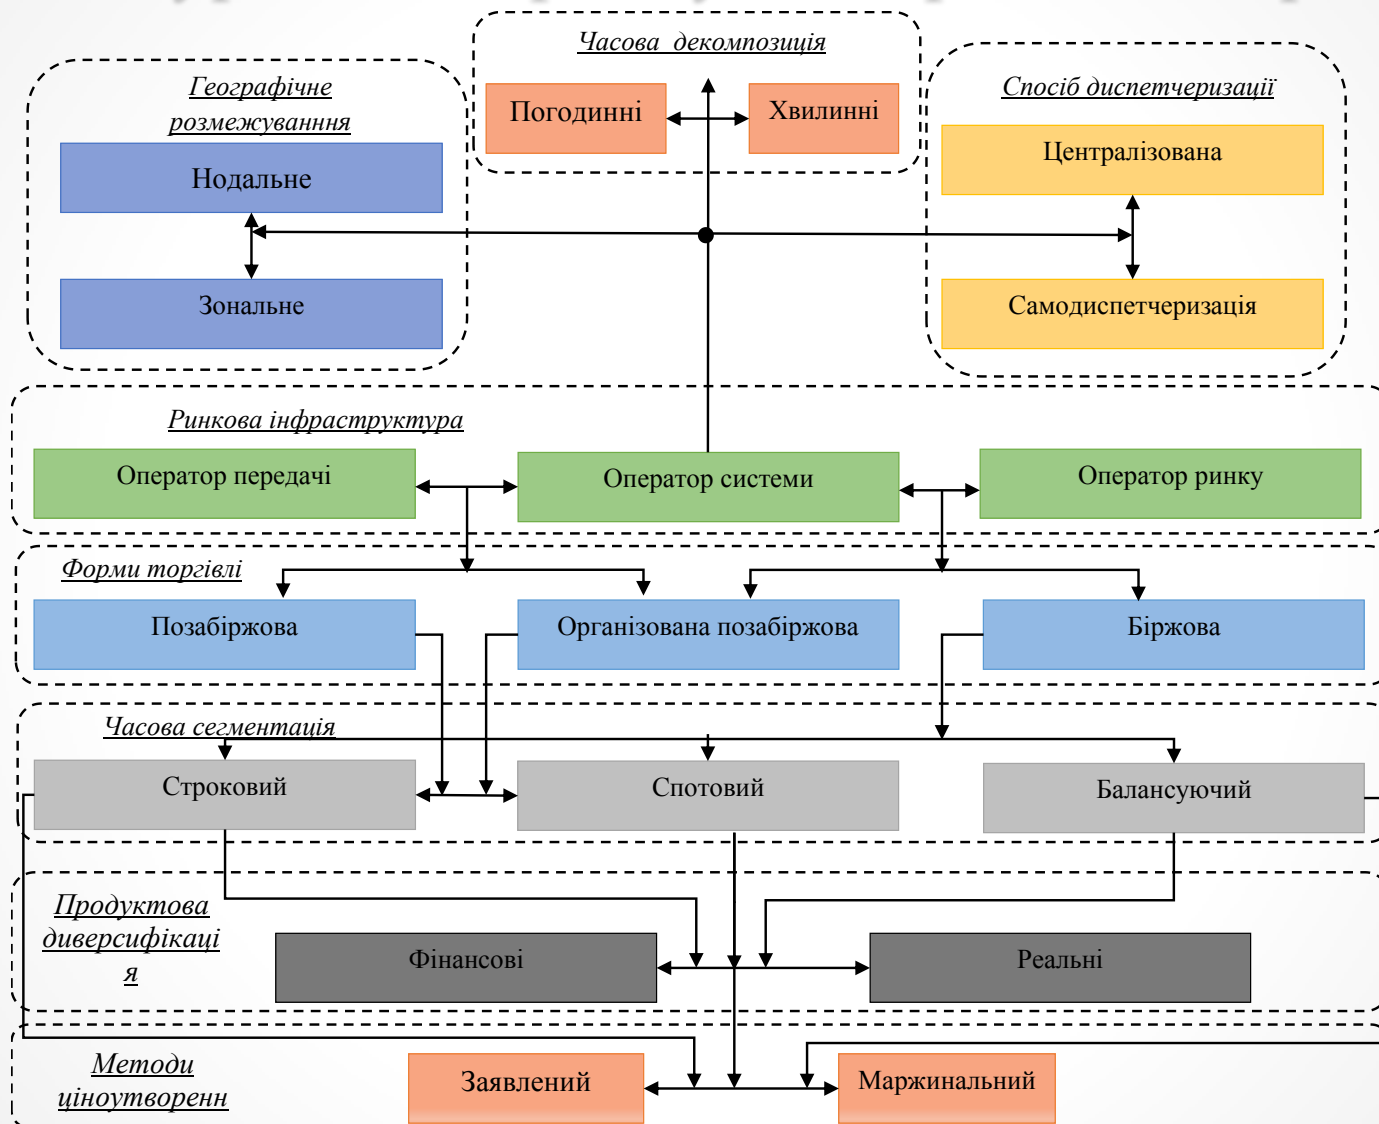 Часова декомпозиція
Погодинні
Хвилинні
Географічне
розмежуванння
Нодальне
Зональне
Спосіб диспетчеризації
Централізована
Самодиспетчеризація
Ринкова інфраструктура
Оператор передачі
Оператор системи
Оператор ринку
Форми торгівлі
Позабіржова
Організована позабіржова
Біржова
Часова сегментація
Строковий
Спотовий
Балансуючий
Продуктова
диверсифікаці
я
Фінансові
Реальні
Методи
ціноутворенн
Заявлений
Маржинальний